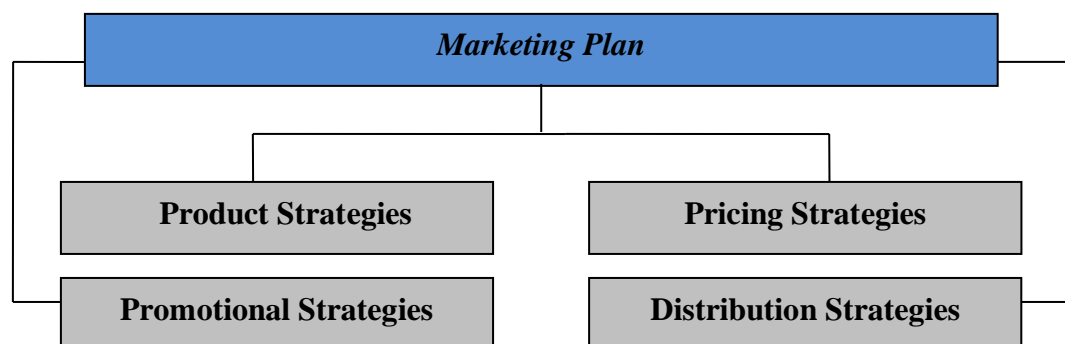 Marketing Plan
Product Strategies
Pricing Strategies
Promotional Strategies
Distribution Strategies